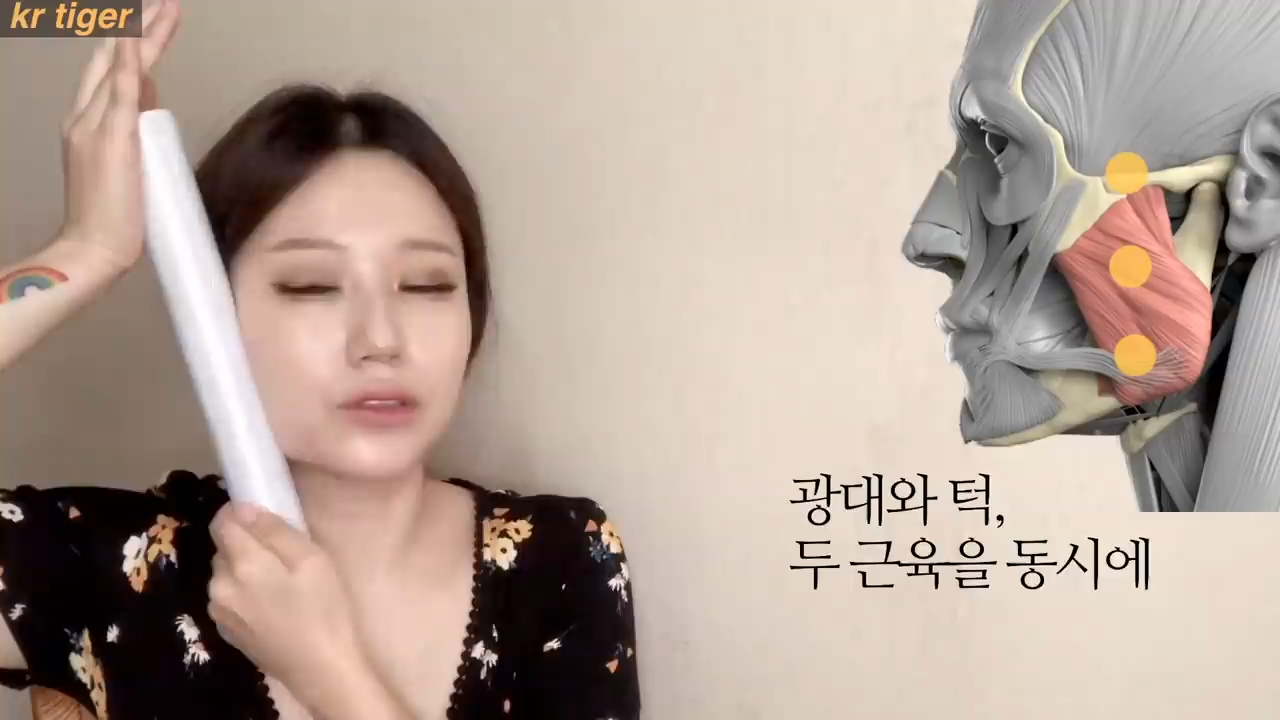 kr tiger
광대와 턱,
두 근육을 동시에